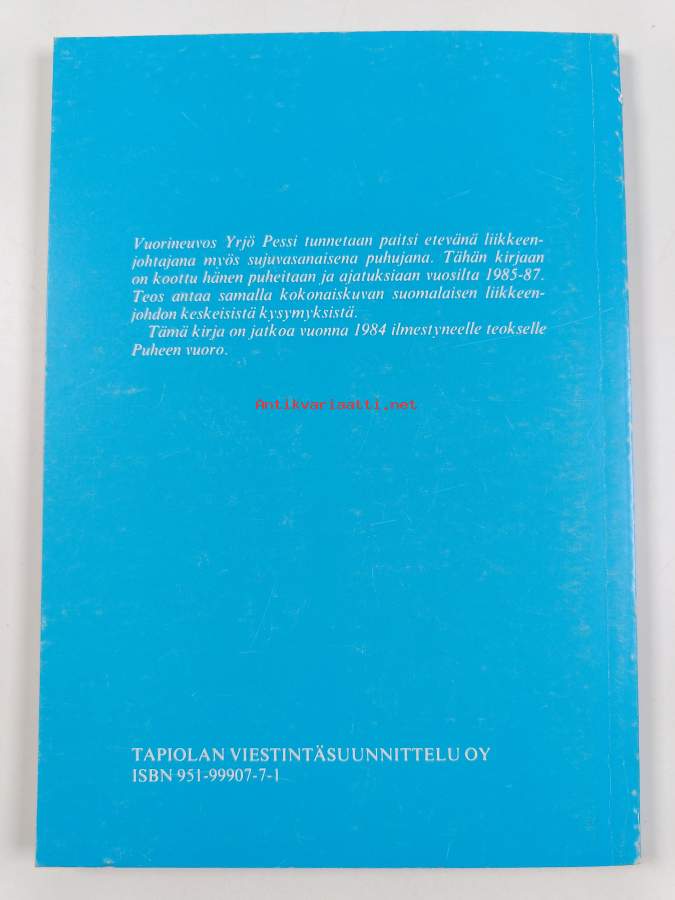 Vuorineuvos Yrjö Pessi tunnetaan paitsi etevänä liikkeen-
johtajana myös sujuvasanaisena puhujana. Tähän kirjaan
on koottu hänen puheitaan ja ajatuksiaan vuosilta 1985-87.
Teos antaa samalla kokonaiskuvan suomalaisen liikkeen-
johdon keskeisistä kysymyksistä.
Tämä kirja on jatkoa vuonna 1984 ilmestyneelle teokselle
Puheen vuoro.
Antikvariaatti.net
TAPIOLAN VIESTINTÄSUUNNITTELU OY
ISBN 951-99907-7-1